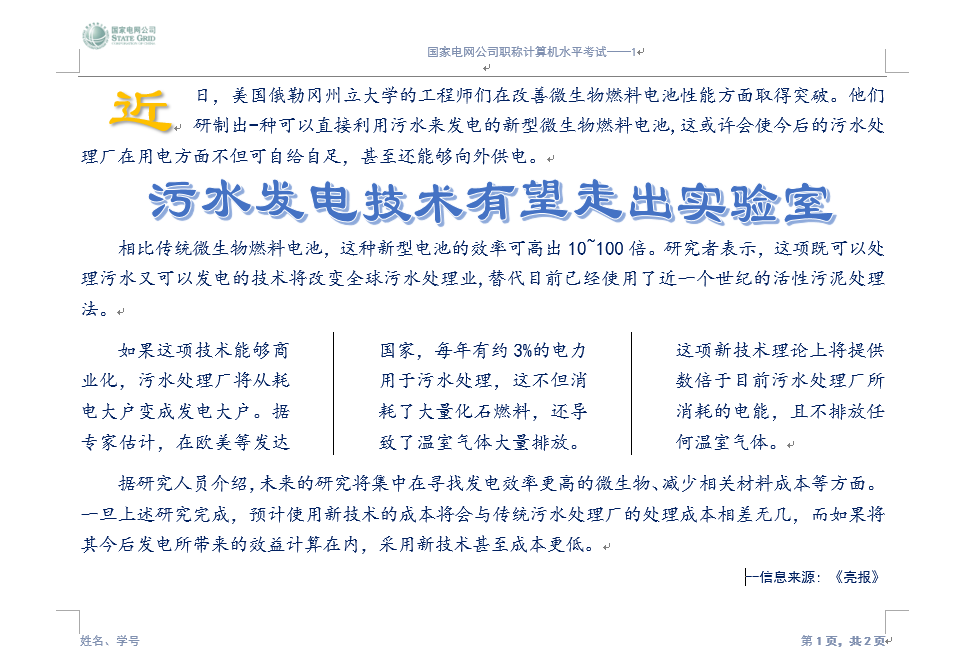 国家电网公司
STATE GRID
国家电网公司职称计算机水平考试——1
近
日，美国俄勒冈州立大学的工程师们在改善微生物燃料电池性能方面取得突破。他们
研制出一种可以直接利用污水来发电的新型微生物燃料电池,这或许会使今后的污水处
理厂在用电方面不但可自给自足，甚至还能够向外供电。
污水发电技术有望走出实验室
相比传统微生物燃料电池，这种新型电池的效率可高出 10~100 倍。研究者表示，这项既可以处
理污水又可以发电的技术将改变全球污水处理业,替代目前已经使用了近一个世纪的活性污泥处理
法。
如果这项技术能够商
业化，污水处理厂将从耗
电大户变成发电大户。据
专家估计，在欧美等发达
国家，每年有约 3%的电力
用于污水处理，这不但消
耗了大量化石燃料，还导
致了温室气体大量排放。
这项新技术理论上将提供
数倍于目前污水处理厂所
消耗的电能，且不排放任
何温室气体。
据研究人员介绍,未来的研究将集中在寻找发电效率更高的微生物、减少相关材料成本等方面。
一旦上述研究完成，预计使用新技术的成本将会与传统污水处理厂的处理成本相差无几，而如果将
其今后发电所带来的效益计算在内，采用新技术甚至成本更低。
--信息来源：《亮报》
姓名、学号
第 1 页，共 2 页